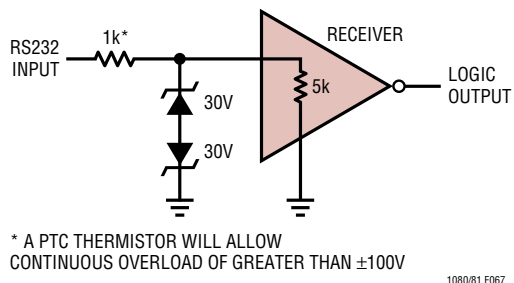 RECEIVER
1k*
RS232
INPUT
30V
5k
LOGIC
OUTPUT
30V
* A PTC THERMISTOR WILL ALLOW
CONTINUOUS OVERLOAD OF GREATER THAN ±100V
1080/81 F067